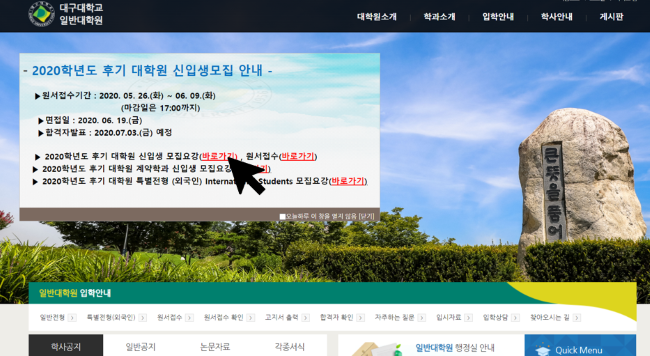 대구대학교
일반대학원
대학원소개 학과소개 입학안내 학사안내 게시판
- 2020학년도 후기 대학원 신입생모집 안내 -
▶원서접수기간 : 2020. 05. 26.(화) ~ 06. 09.(화)
(마감일은 17:00까지)
▶면접일 : 2020. 06. 19.(금)
▶합격자발표 : 2020.07.03.(금) 예정
▶ 2020학년도 후기 대학원 신입생 모집요강(바로가기) , 원서접수(바로가기)
▶ 2020학년도 후기 대학원 계약학과 신입생 모집요강
▶ 2020학년도 후기 대학원 특별전형 (외국인) Students 모집요강(바로가기)
오늘하루 이 창을 열지 않음 [닫기]
큰뜻을품어
일반대학원 입학안내
일반전형 특별전형(외국인) 원서접수 원서접수 확인 고지서 출력 합격자 확인 자주하는 질문 입시자료 입학상담 찾아오시는 길
학사공지 일반공지 논문자료 각종서식
일반대학원 행정실 안내
Quick Menu